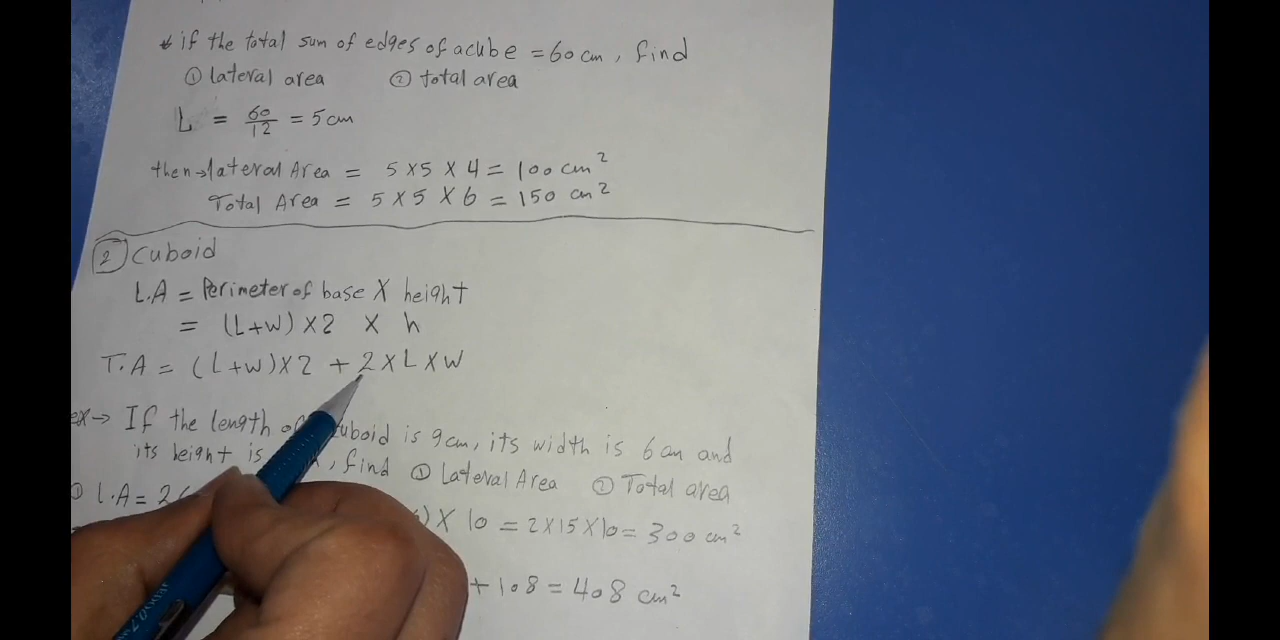 * if the total sum of edges of acube = 60 cm, find
① lateral area ② total area
L = 60/12 = 5 cm
then → lateral Area = 5 x 5 x 4 = 100 cm²
Total Area = 5 x 5 x 6 = 150 cm²
② Cuboid
L.A = Perimeter of base x height
= (L+W) x 2 x h
T.A = (L+W) x 2 + 2 x L x W
ex → If the length of cuboid is 9 cm, its width is 6 cm and
its height is , find ① Lateral Area ② Total area
① L.A = 2(
) x 10 = 2 x 15 x 10 = 300 cm²
+ 108 = 408 cm²